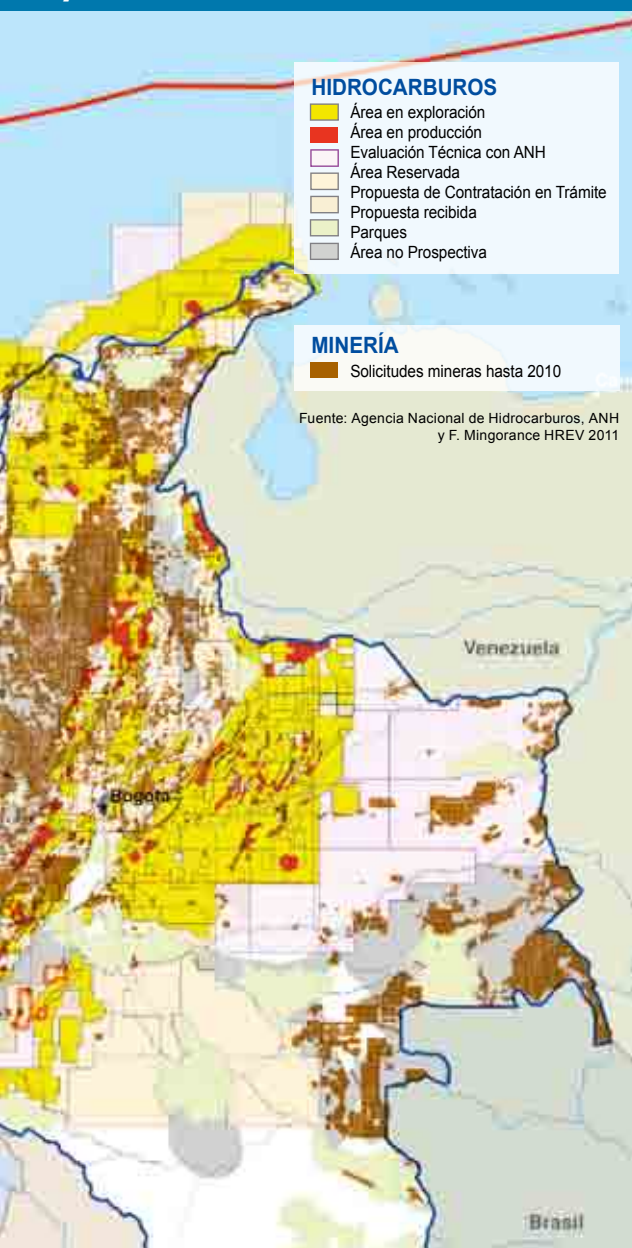 HIDROCARBUROS
Área en exploración
Área en producción
Evaluación Técnica con ANH
Área Reservada
Propuesta de Contratación en Trámite
Propuesta recibida
Parques
Área no Prospectiva
MINERÍA
Solicitudes mineras hasta 2010
Fuente: Agencia Nacional de Hidrocarburos, ANH
y F. Mingorance HREV 2011
Venezuela
Bogotá
Brasil